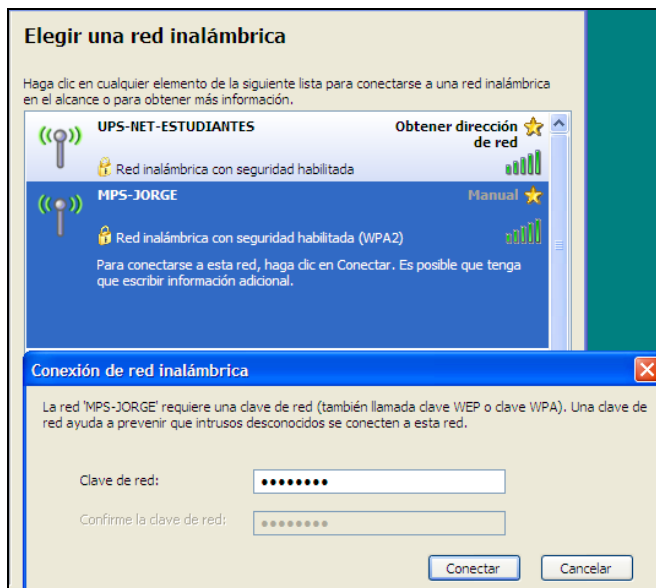 Elegir una red inalámbrica
Haga clic en cualquier elemento de la siguiente lista para conectarse a una red inalámbrica
en el alcance o para obtener más información.
UPS-NET-ESTUDIANTES
Obtener dirección
de red
Red inalámbrica con seguridad habilitada
MPS-JORGE
Manual
Red inalámbrica con seguridad habilitada (WPA2)
Para conectarse a esta red, haga clic en Conectar. Es posible que tenga
que escribir información adicional.
Conexión de red inalámbrica
La red 'MPS-JORGE' requiere una clave de red (también llamada clave WEP o clave WPA). Una clave de
red ayuda a prevenir que intrusos desconocidos se conecten a esta red.
Clave de red: ••••••••
Confirme la clave de red: ••••••••
Conectar
Cancelar